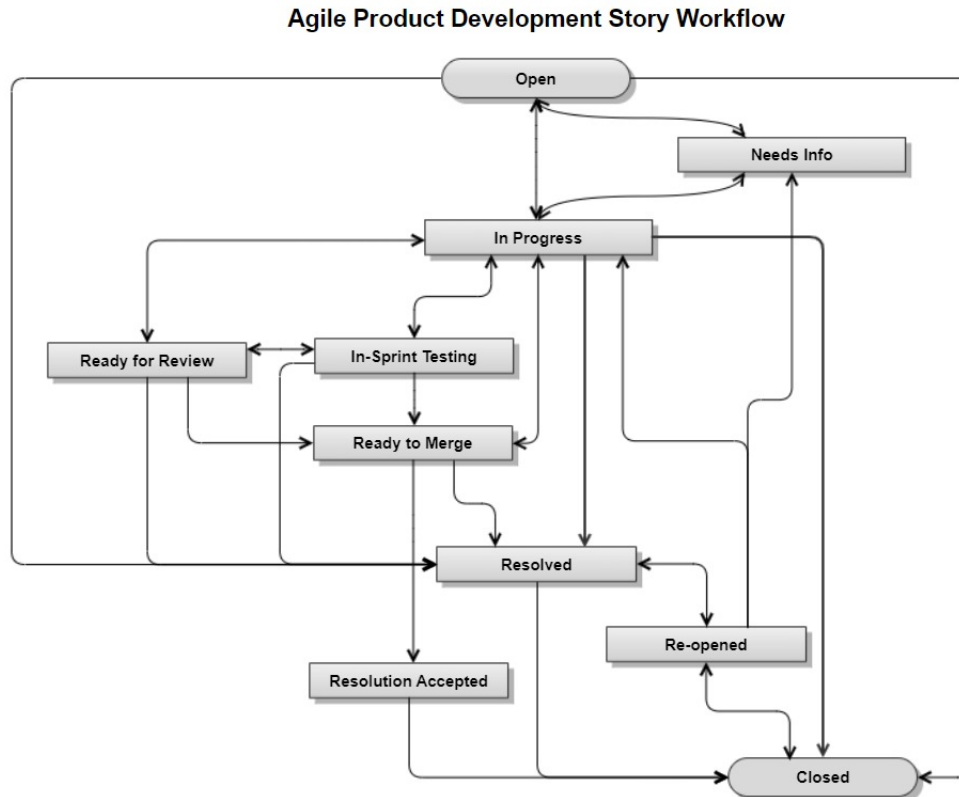 Agile Product Development Story Workflow
Open
Needs Info
In Progress
Ready for Review
In-Sprint Testing
Ready to Merge
Resolved
Re-opened
Resolution Accepted
Closed